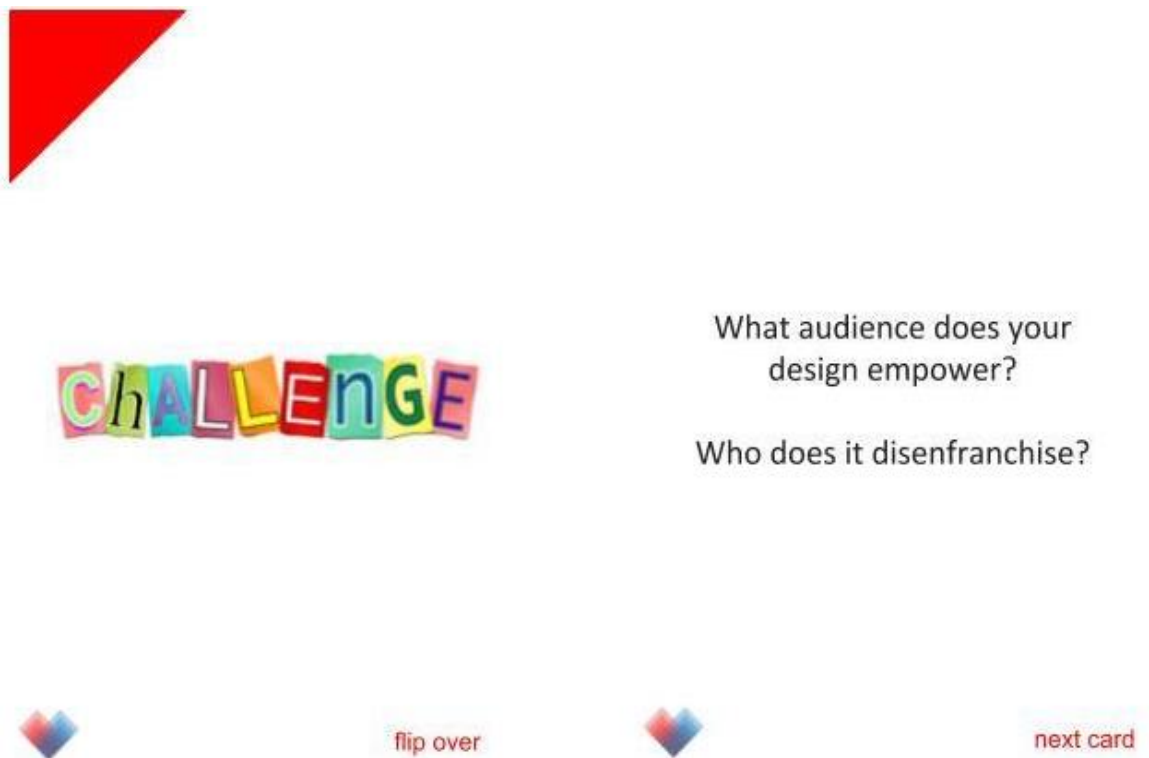 ChALLEnGE
flip over
What audience does your
design empower?
Who does it disenfranchise?
next card